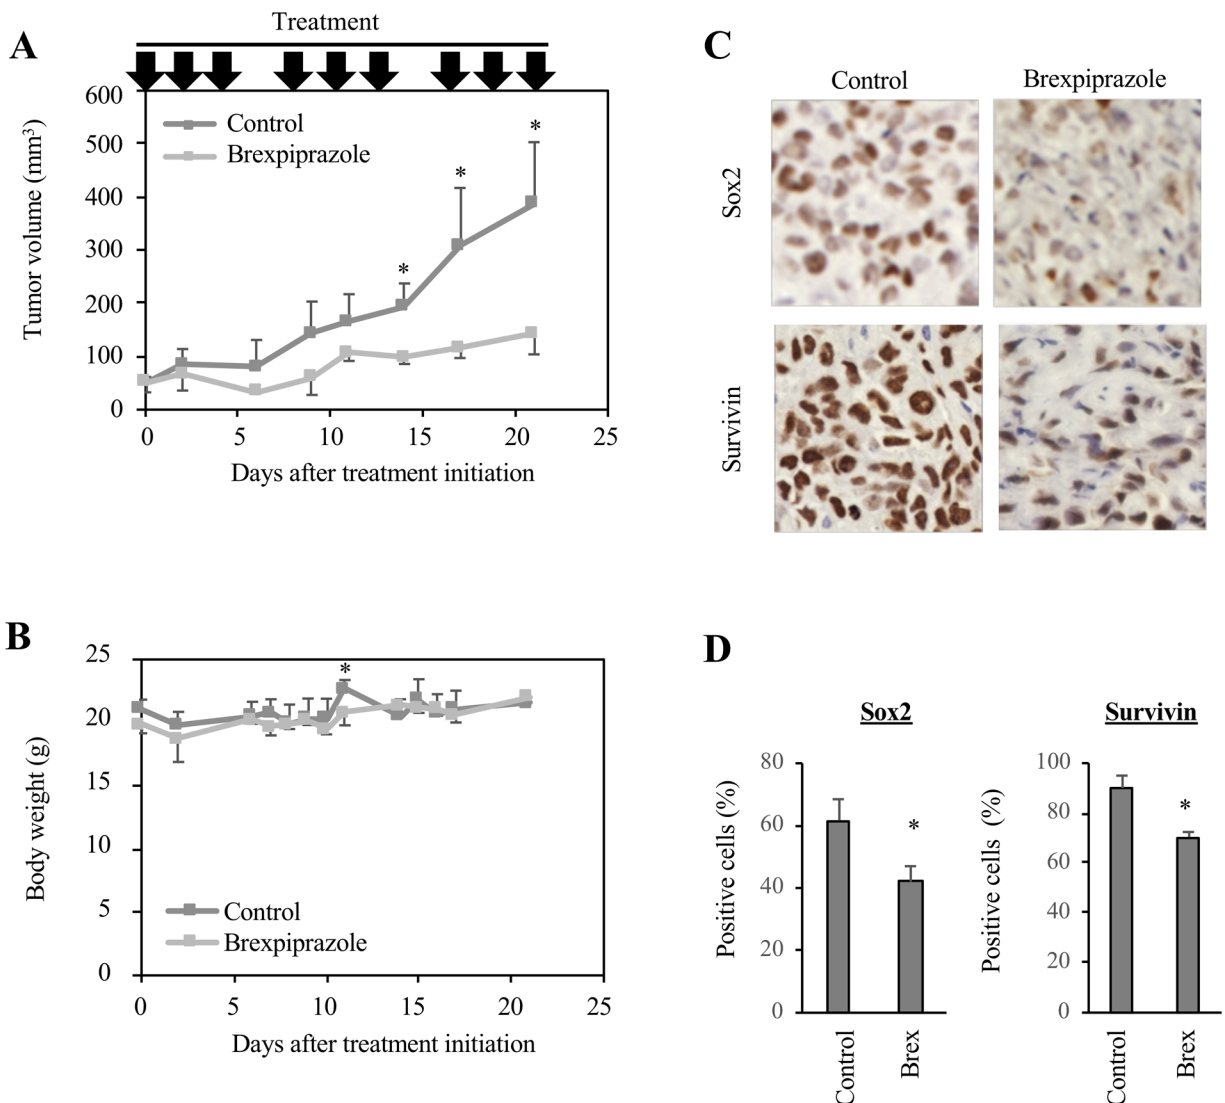 A
Treatment
600
500
400
300
200
100
0
Tumor volume (mm³)
Control
Brexpiprazole
*
*
*
0 5 10 15 20 25
Days after treatment initiation
B
25
20
15
10
5
0
Body weight (g)
*
Control
Brexpiprazole
0 5 10 15 20 25
Days after treatment initiation
C
Control Brexpiprazole
Sox2
Survivin
D
Sox2
80
60
40
20
0
Positive cells (%)
*
Control
Brex
Survivin
100
80
60
40
20
0
Positive cells (%)
*
Control
Brex